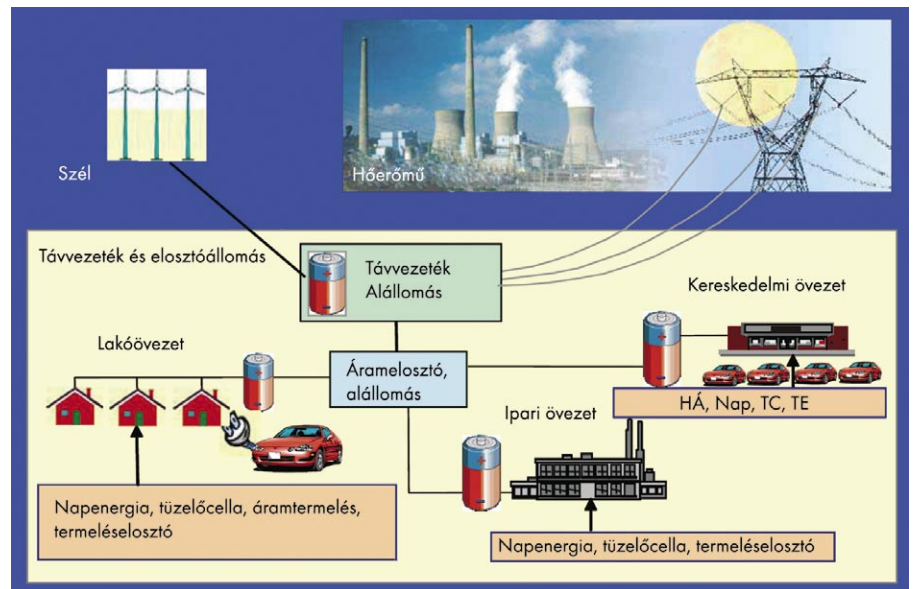 Szél
Hőerőmű
Távvezeték és elosztóállomás
Távvezeték
Alállomás
Kereskedelmi övezet
Lakóövezet
Áramelosztó,
alállomás
HÁ, Nap, TC, TE
Ipari övezet
Napenergia, tüzelőcella, áramtermelés,
termeléselosztó
Napenergia, tüzelőcella, termeléselosztó